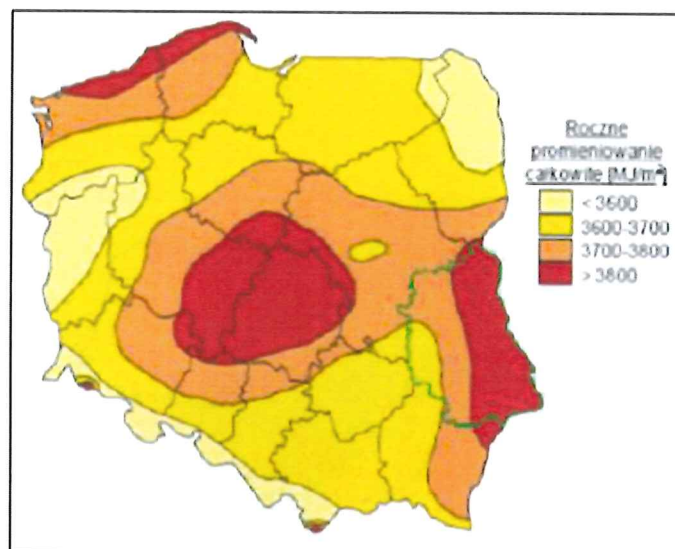 Roczne
promieniowanie
całkowite [MJ/m²]
< 3600
3600-3700
3700-3800
> 3800